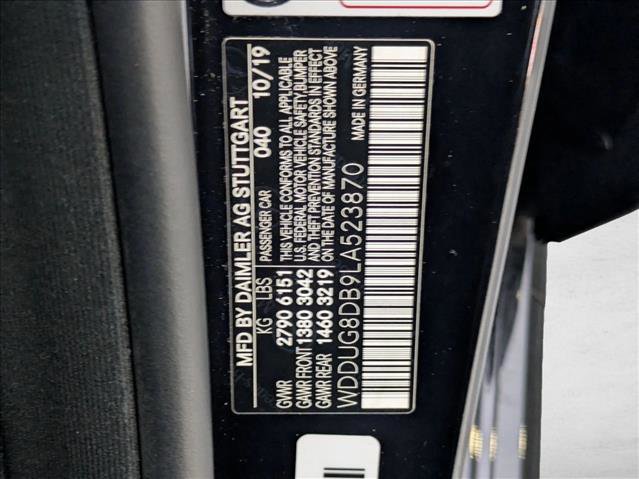 MFD BY DAIMLER AG STUTTGART
PASSENGER CAR 040 10/19
KG LBS
GVWR 2790 6151
GAWR FRONT 1380 3042
GAWR REAR 1460 3219
THIS VEHICLE CONFORMS TO ALL APPLICABLE
U.S. FEDERAL MOTOR VEHICLE SAFETY/BUMPER
AND THEFT PREVENTION STANDARDS IN EFFECT
ON THE DATE OF MANUFACTURE SHOWN ABOVE
WDDUG8DB9LA523870
MADE IN GERMANY